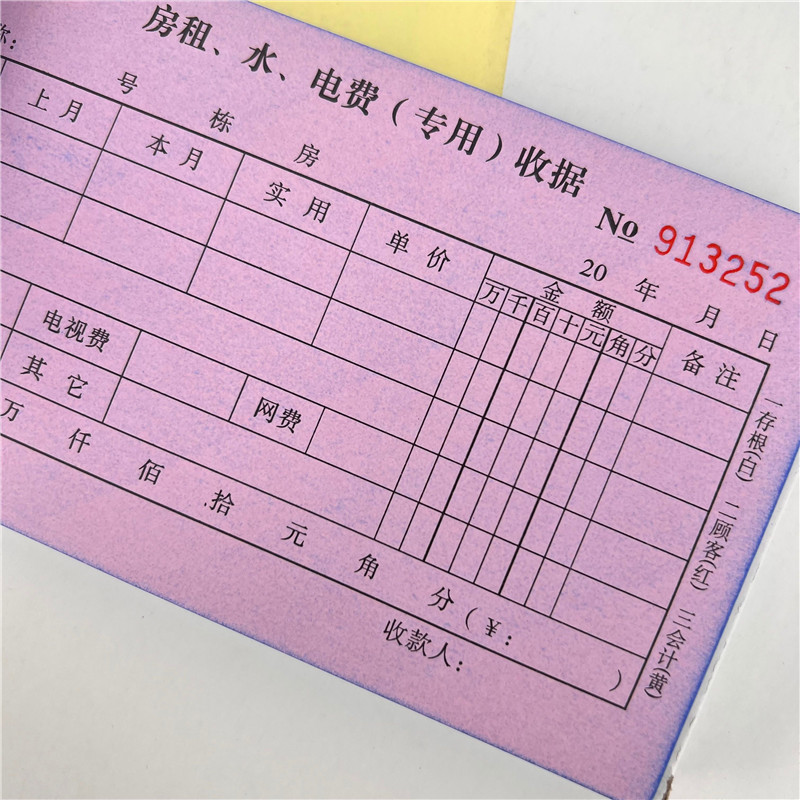 房租、水、电费（专用）收据
称：
号 栋 房
№ 913252
20 年 月 日
上月 本月 实用 单价 金额 备注
万 千 百 十 元 角 分
电视费
其它 网费
万 仟 佰 拾 元 角 分（¥： ）
收款人：
一存根(白) 二顾客(红) 三会计(黄)